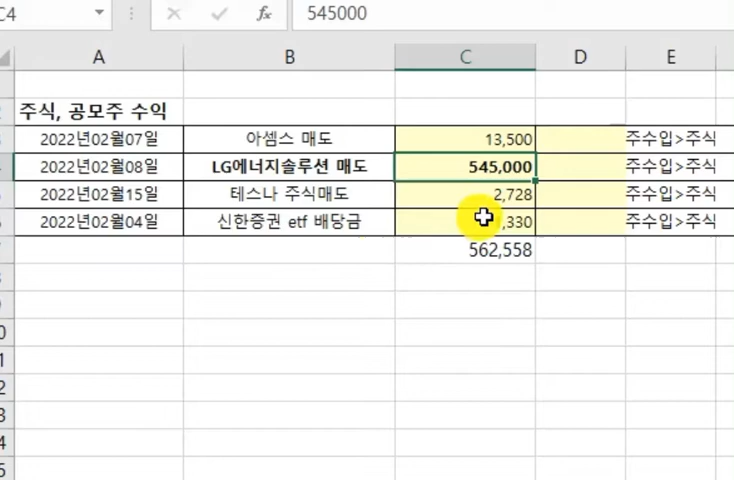 C4 fx 545000
A B C D E
주식, 공모주 수익
2022년02월07일 아셈스 매도 13,500 주수입>주식
4 2022년02월08일 LG에너지솔루션 매도 545,000 주수입>주식
2022년02월15일 테스나 주식매도 2,728 주수입>주식
2022년02월04일 신한증권 etf 배당금 ,330 주수입>주식
562,558